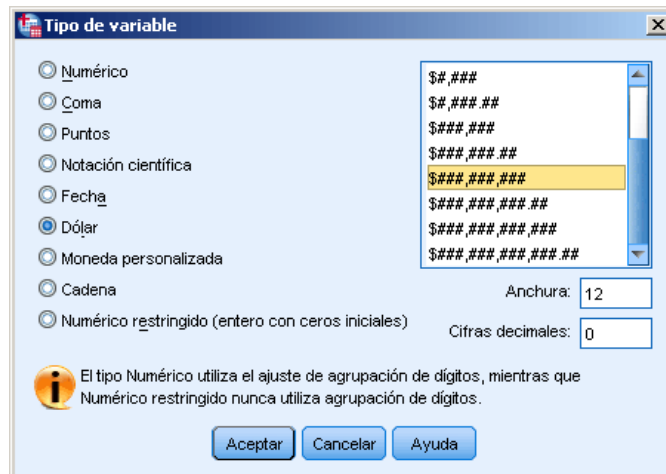 Tipo de variable
Numérico
Coma
Puntos
Notación científica
Fecha
Dólar
Moneda personalizada
Cadena
Numérico restringido (entero con ceros iniciales)
$#,###
$#,###.##
$###,###
$###,###.##
$###,###,###
$###,###,###.##
$###,###,###,###
$###,###,###,###.##
Anchura: 12
Cifras decimales: 0
El tipo Numérico utiliza el ajuste de agrupación de dígitos, mientras que
Numérico restringido nunca utiliza agrupación de dígitos.
Aceptar Cancelar Ayuda